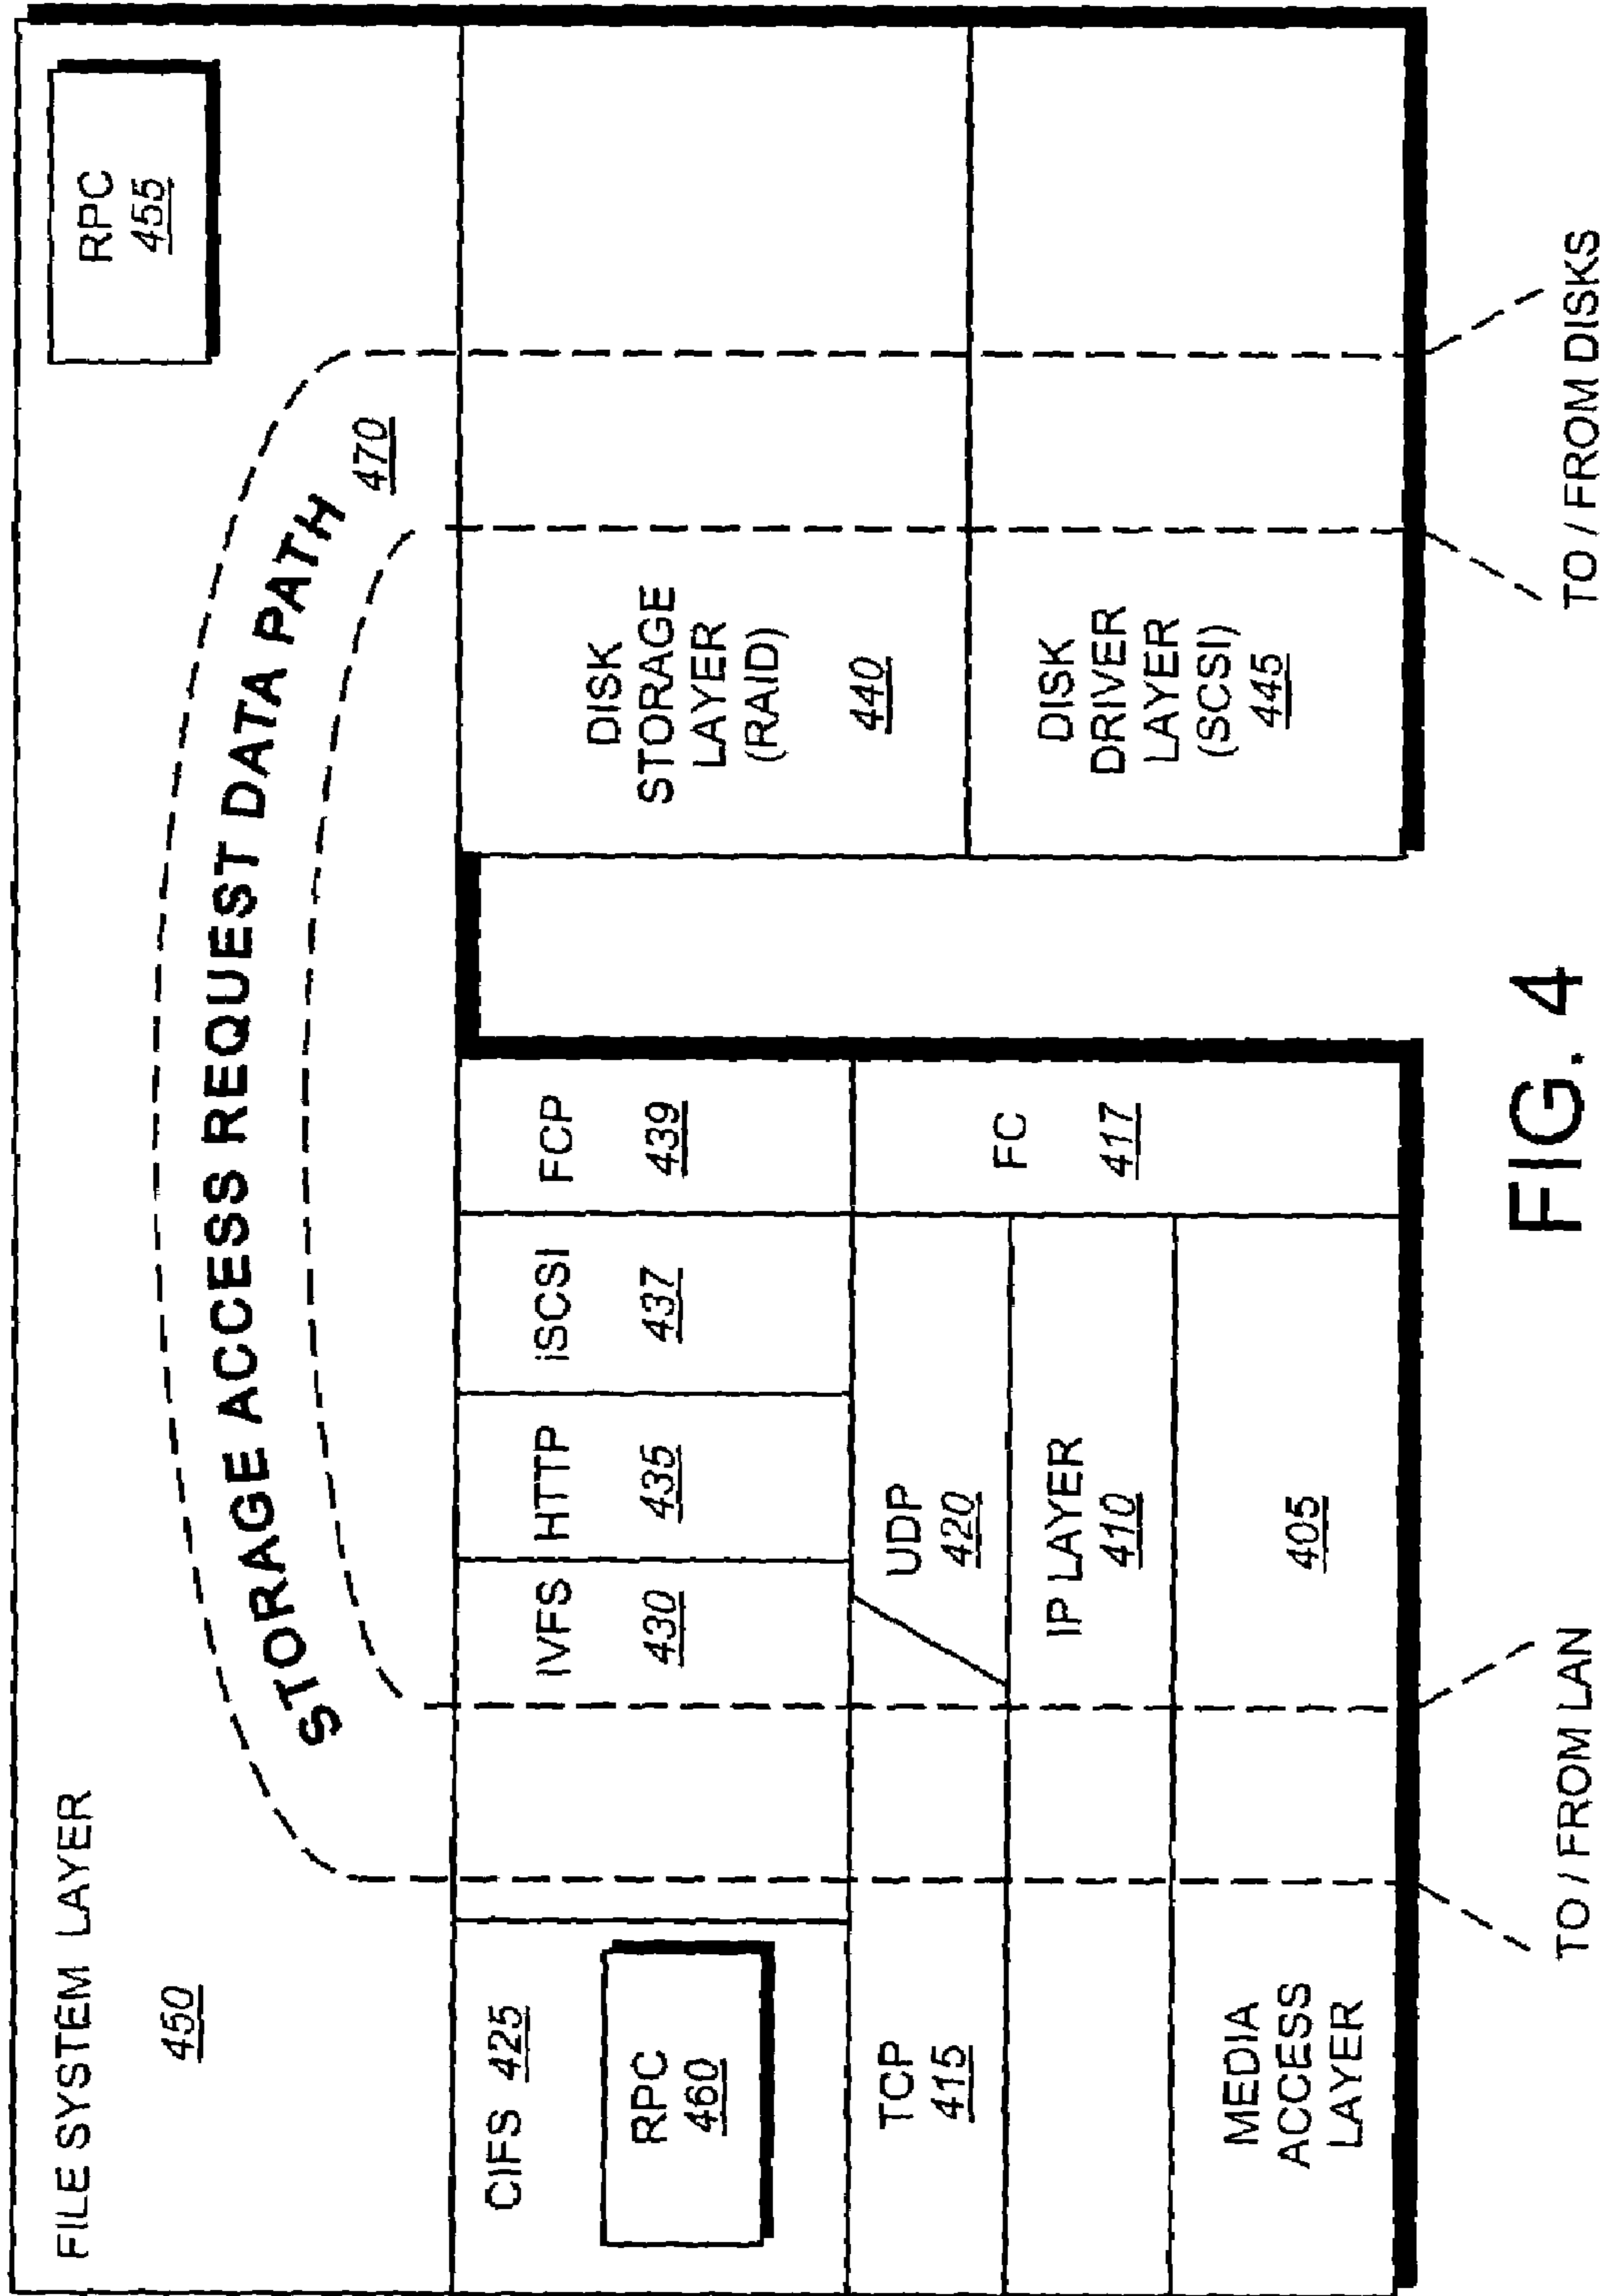 FILE SYSTEM LAYER
450
STORAGE ACCESS REQUEST DATA PATH
470
RPC
455
CIFS 425
RPC
460
IVFS
430
HTTP
435
iSCSI
437
FCP
439
TCP
415
UDP
420
IP LAYER
410
FC
417
MEDIA
ACCESS
LAYER
405
DISK
STORAGE
LAYER
(RAID)
440
DISK
DRIVER
LAYER
(SCSI)
445
TO / FROM LAN
TO / FROM DISKS
FIG. 4